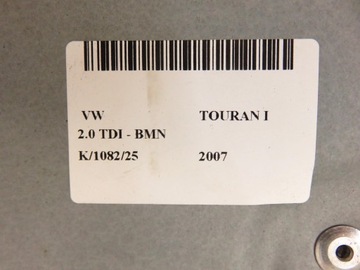 VW TOURAN I
2.0 TDI - BMN
K/1082/25 2007